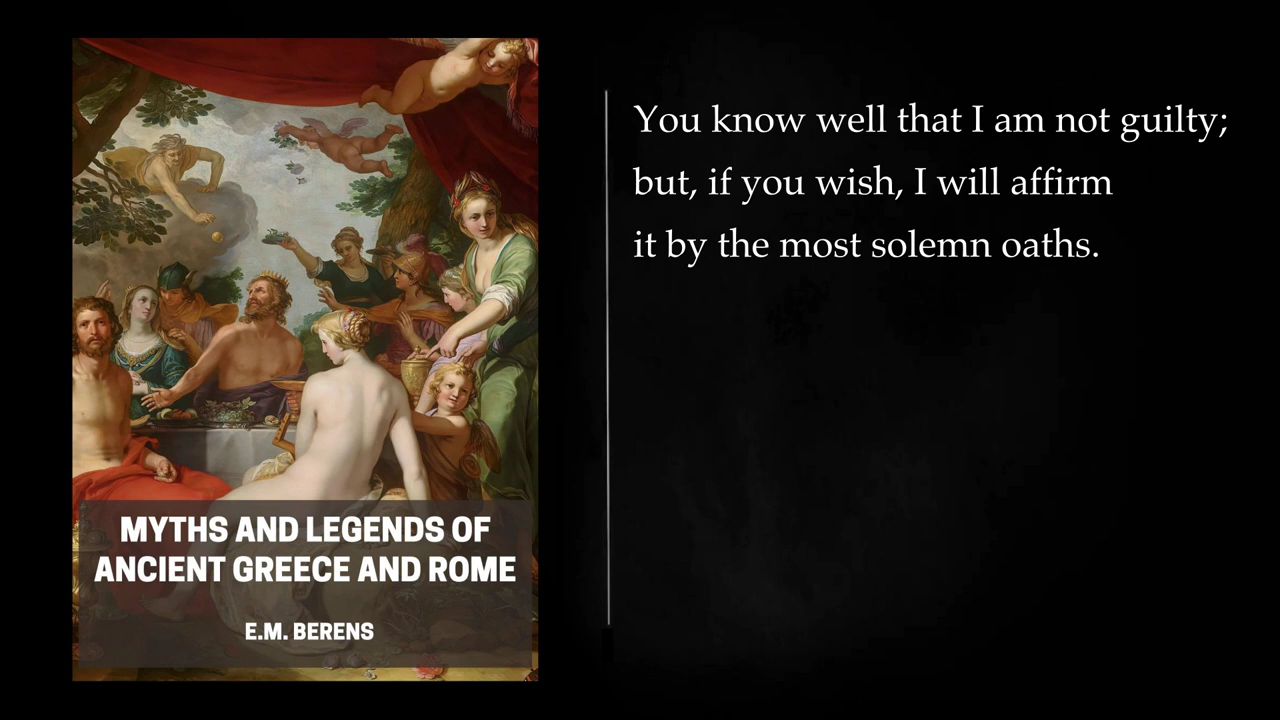 MYTHS AND LEGENDS OF
ANCIENT GREECE AND ROME
E.M. BERENS
You know well that I am not guilty;
but, if you wish, I will affirm
it by the most solemn oaths.